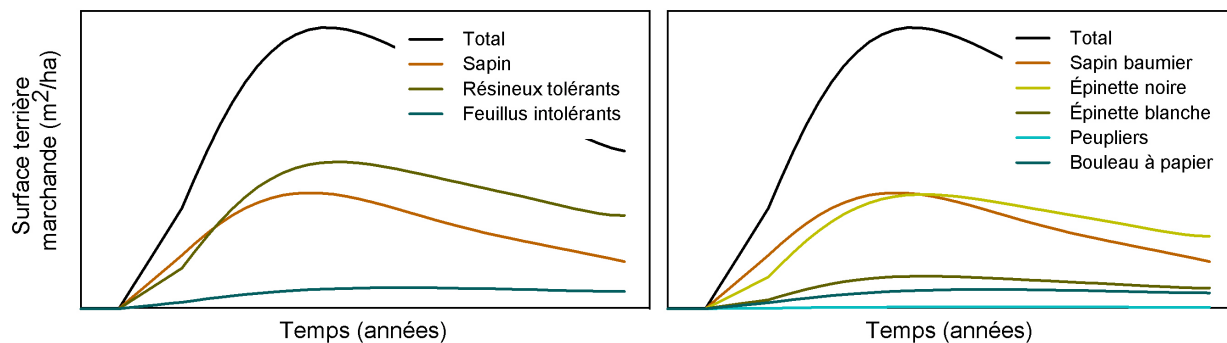 Surface terrière
marchande (m²/ha)
Total
Sapin
Résineux tolérants
Feuillus intolérants
Temps (années)
Total
Sapin baumier
Épinette noire
Épinette blanche
Peupliers
Bouleau à papier
Temps (années)